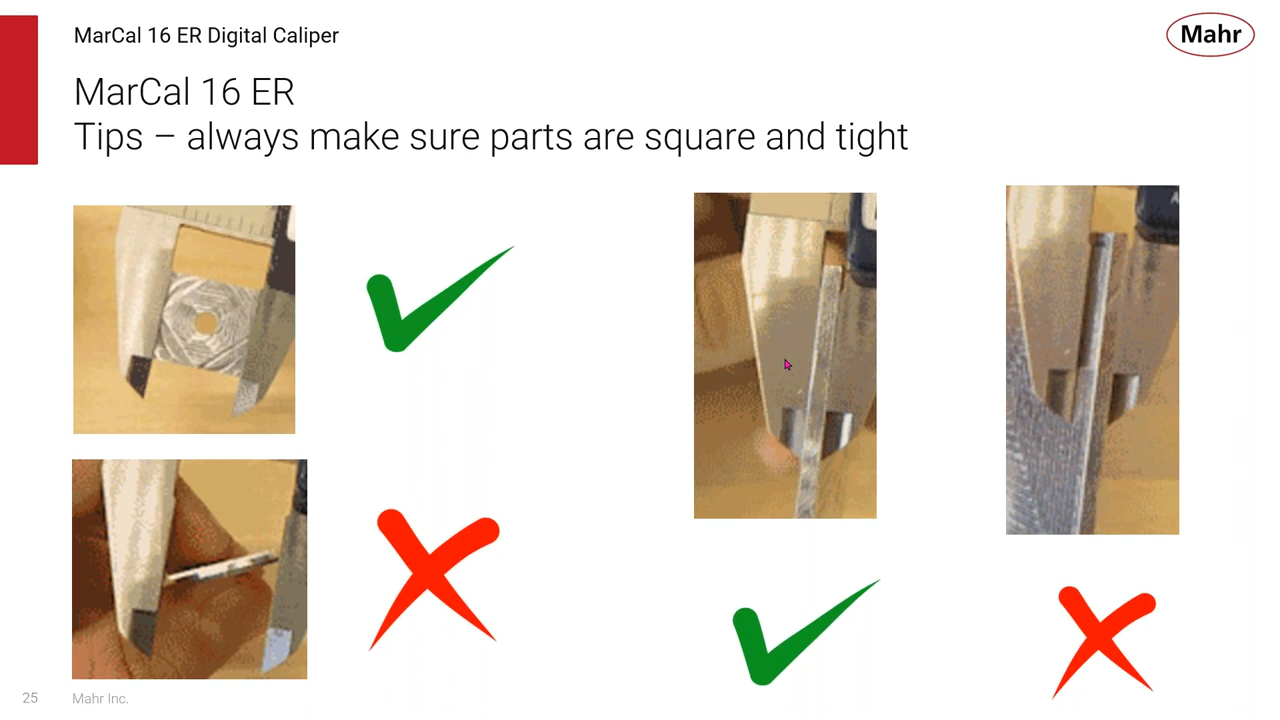 MarCal 16 ER Digital Caliper
Mahr
MarCal 16 ER
Tips – always make sure parts are square and tight
25
Mahr Inc.